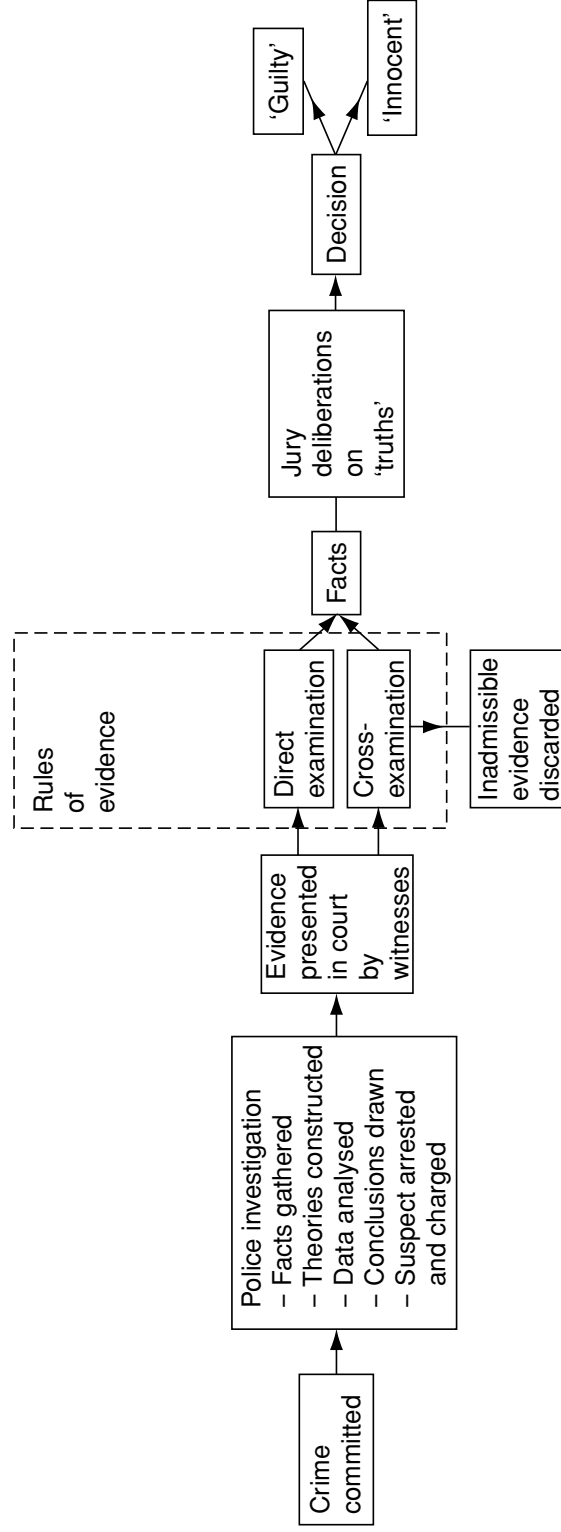 Crime
committed
Police investigation
– Facts gathered
– Theories constructed
– Data analysed
– Conclusions drawn
– Suspect arrested
and charged
Evidence
presented
in court
by
witnesses
Rules
of
evidence
Direct
examination
Cross-
examination
Inadmissible
evidence
discarded
Facts
Jury
deliberations
on
‘truths’
Decision
‘Guilty’
‘Innocent’